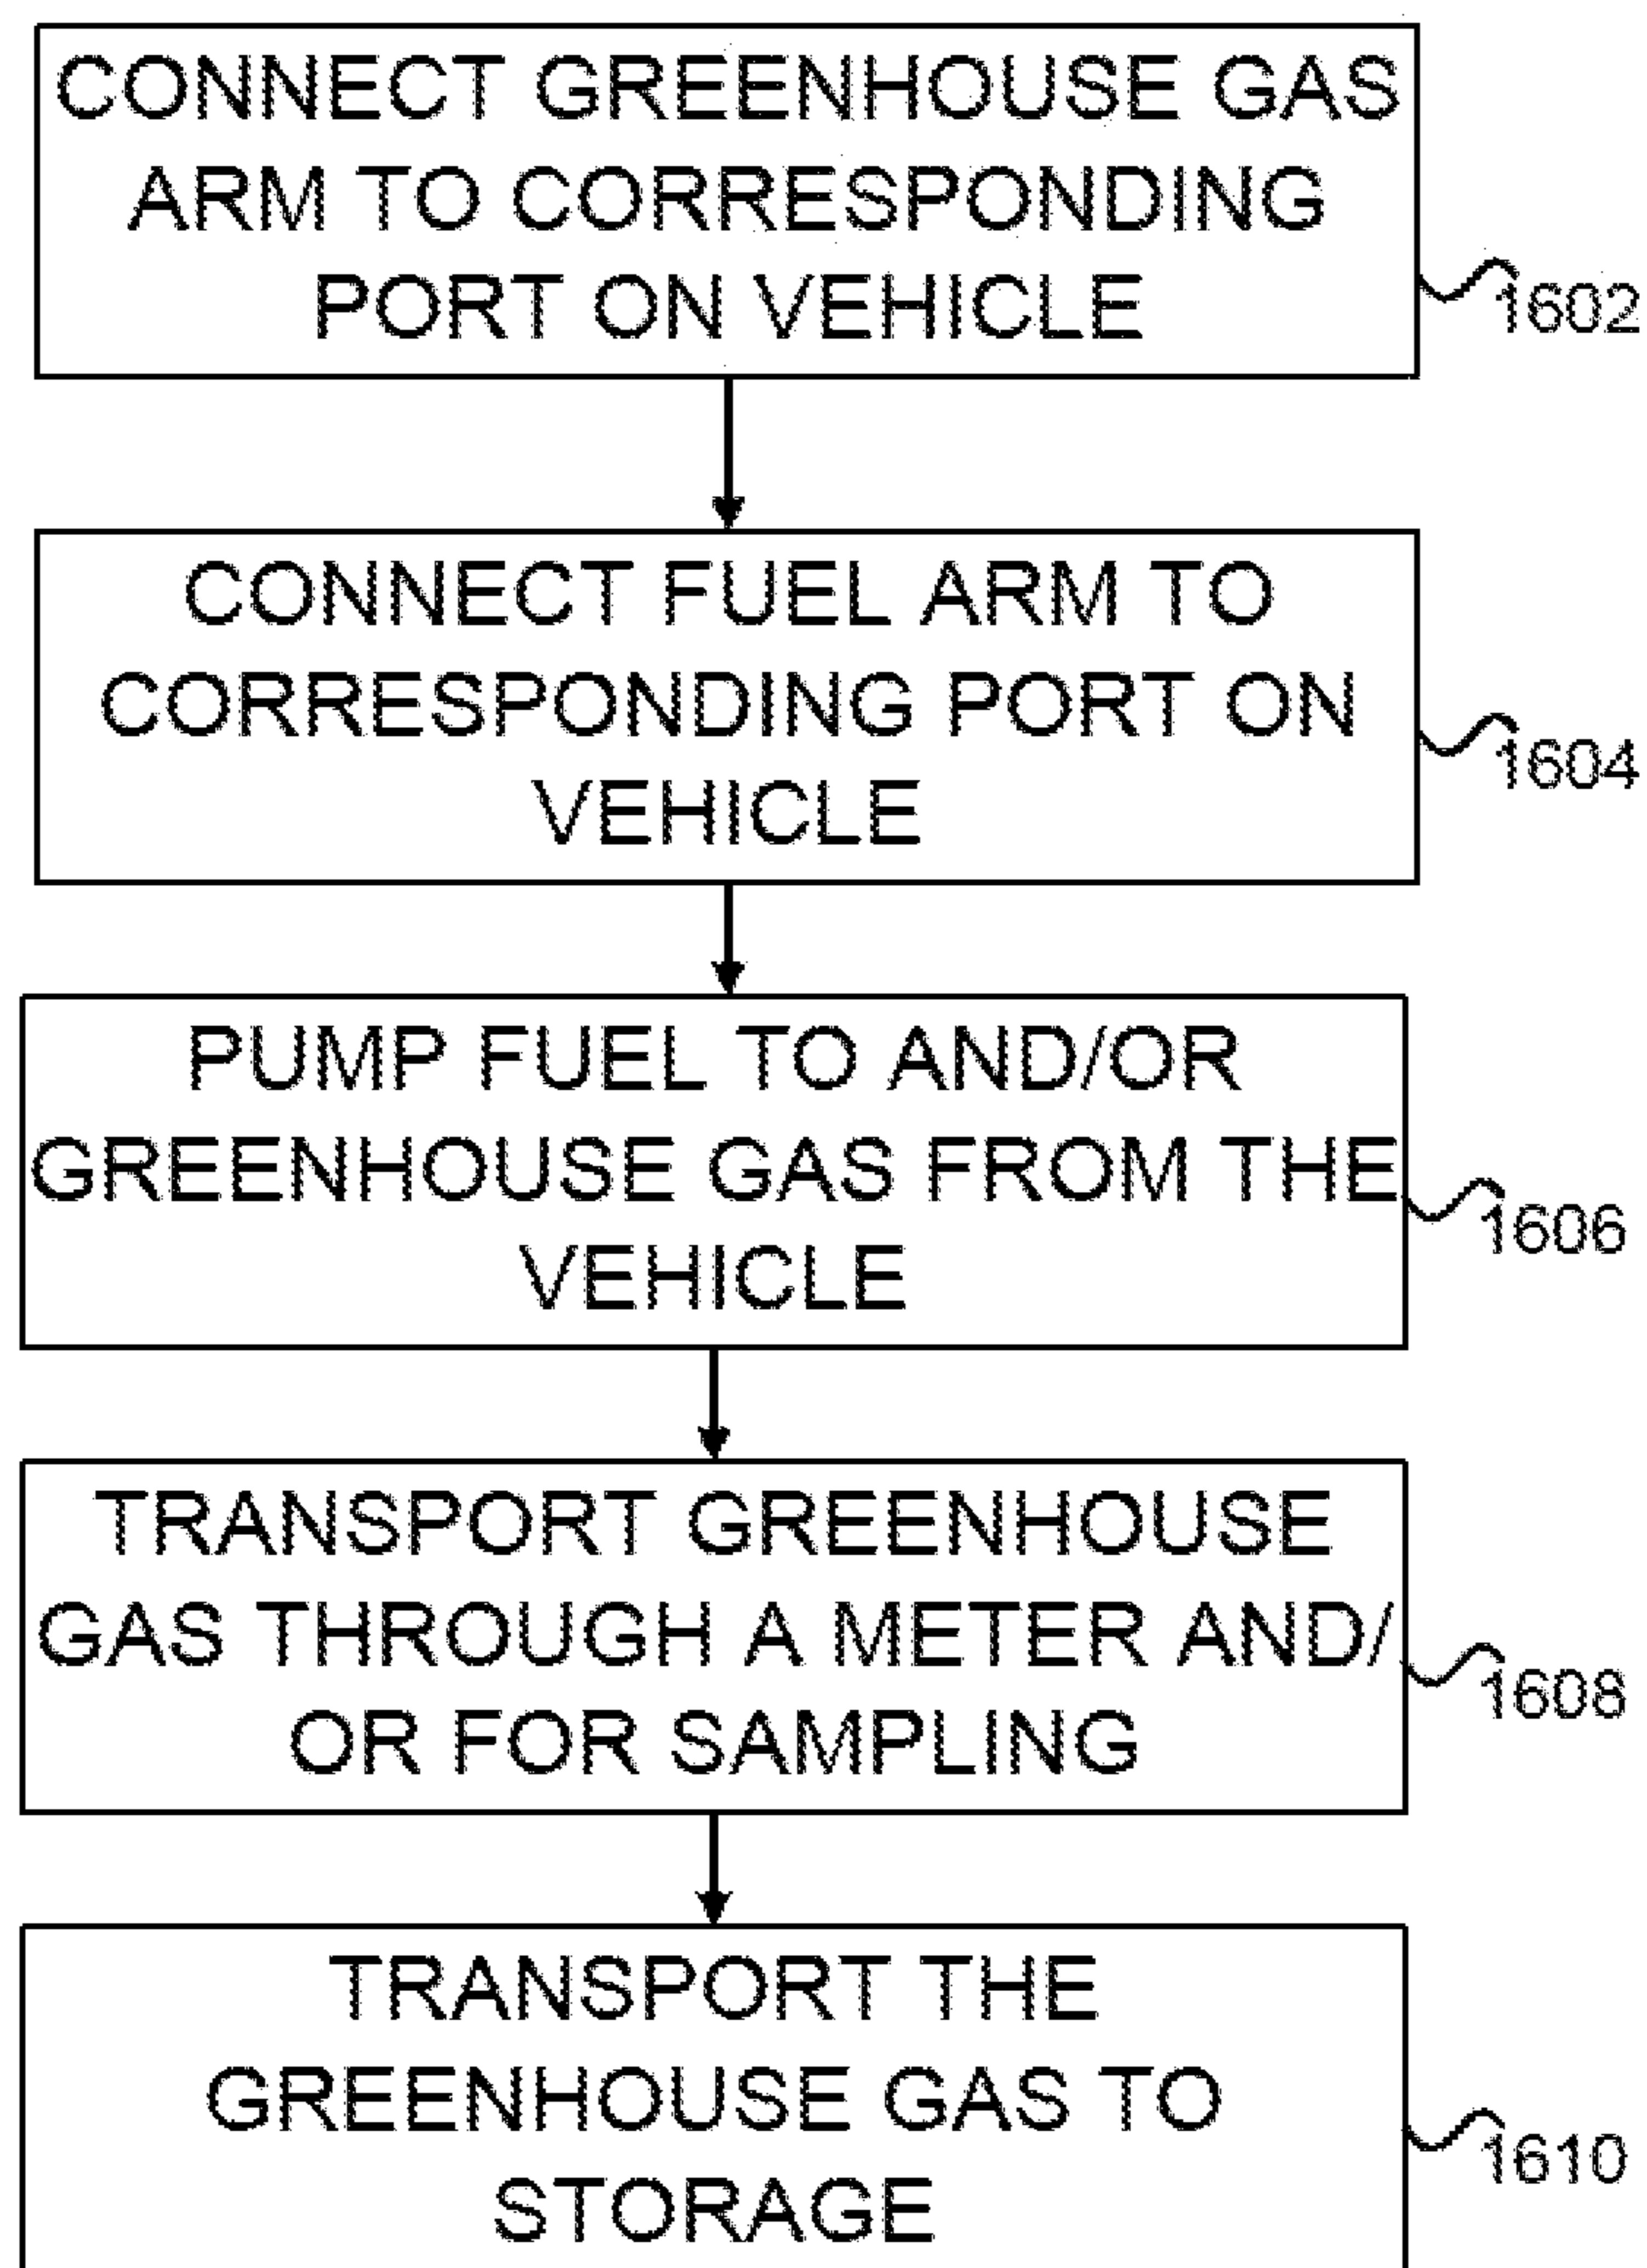 CONNECT GREENHOUSE GAS
ARM TO CORRESPONDING
PORT ON VEHICLE
1602
CONNECT FUEL ARM TO
CORRESPONDING PORT ON
VEHICLE
1604
PUMP FUEL TO AND/OR
GREENHOUSE GAS FROM THE
VEHICLE
1606
TRANSPORT GREENHOUSE
GAS THROUGH A METER AND/
OR FOR SAMPLING
1608
TRANSPORT THE
GREENHOUSE GAS TO
STORAGE
1610